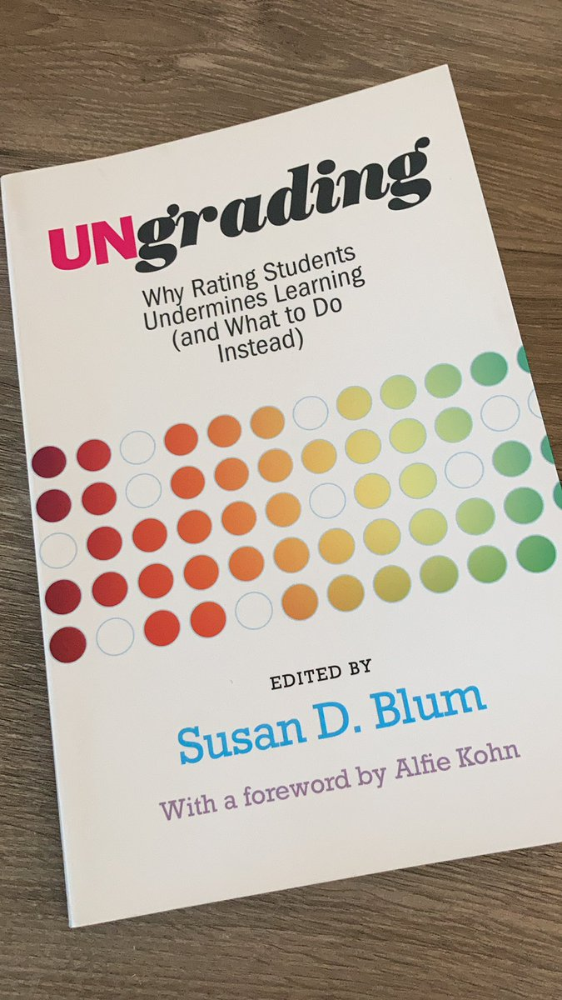 UNgrading
Why Rating Students
Undermines Learning
(and What to Do
Instead)
EDITED BY
Susan D. Blum
With a foreword by Alfie Kohn